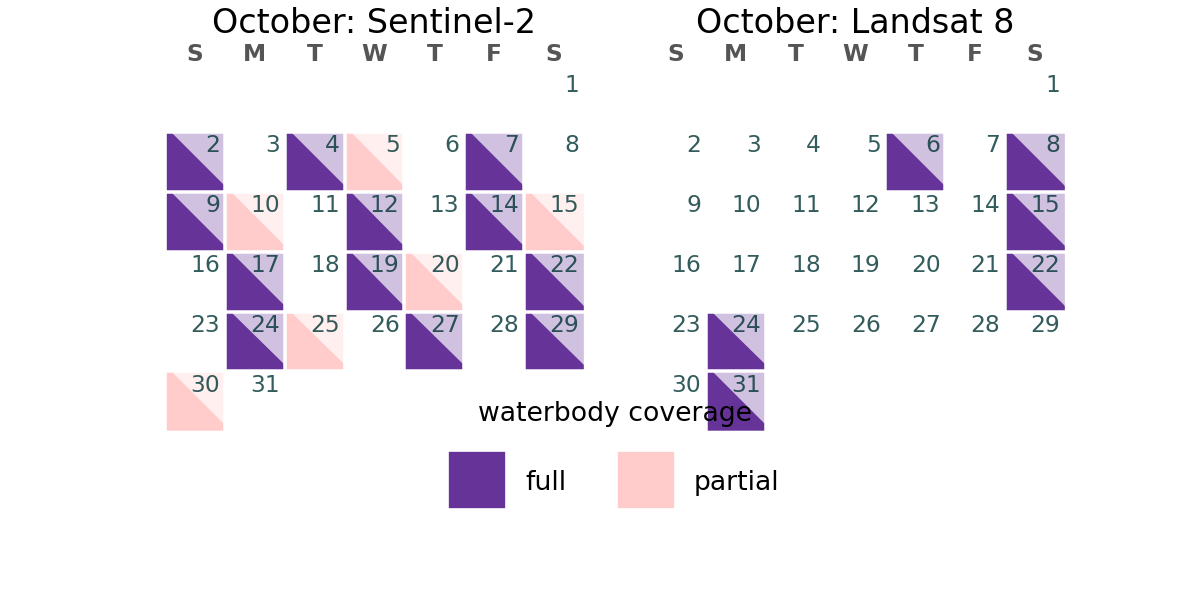 October: Sentinel-2
S M T W T F S
1
2 3 4 5 6 7 8
9 10 11 12 13 14 15
16 17 18 19 20 21 22
23 24 25 26 27 28 29
30 31
October: Landsat 8
S M T W T F S
1
2 3 4 5 6 7 8
9 10 11 12 13 14 15
16 17 18 19 20 21 22
23 24 25 26 27 28 29
30 31
waterbody coverage
full partial